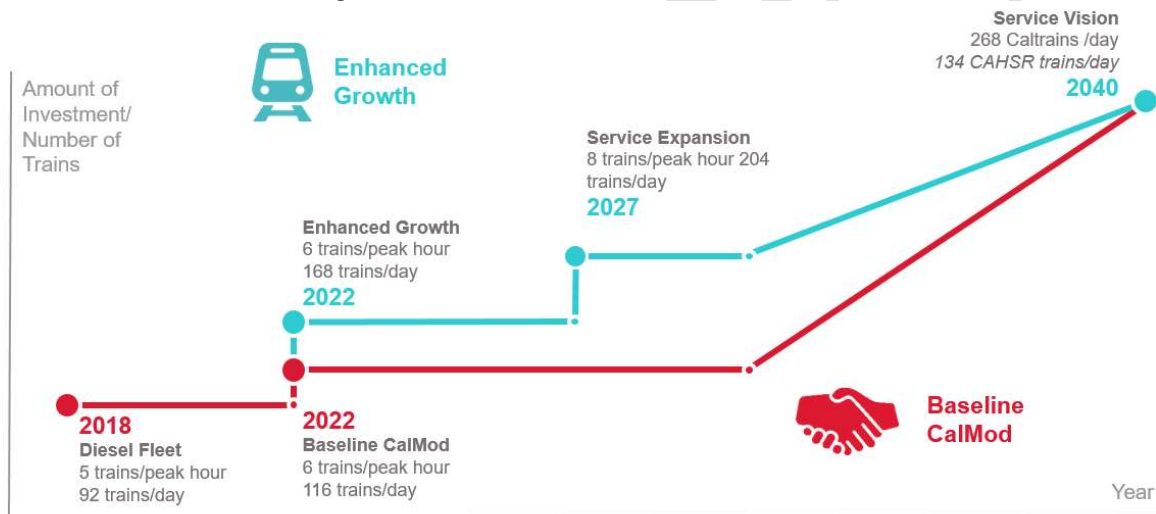 Service Vision
268 Caltrains /day
134 CAHSR trains/day
2040
Enhanced
Growth
Amount of
Investment/
Number of
Trains
Service Expansion
8 trains/peak hour 204
trains/day
2027
Enhanced Growth
6 trains/peak hour
168 trains/day
2022
2018
Diesel Fleet
5 trains/peak hour
92 trains/day
2022
Baseline CalMod
6 trains/peak hour
116 trains/day
Baseline
CalMod
Year